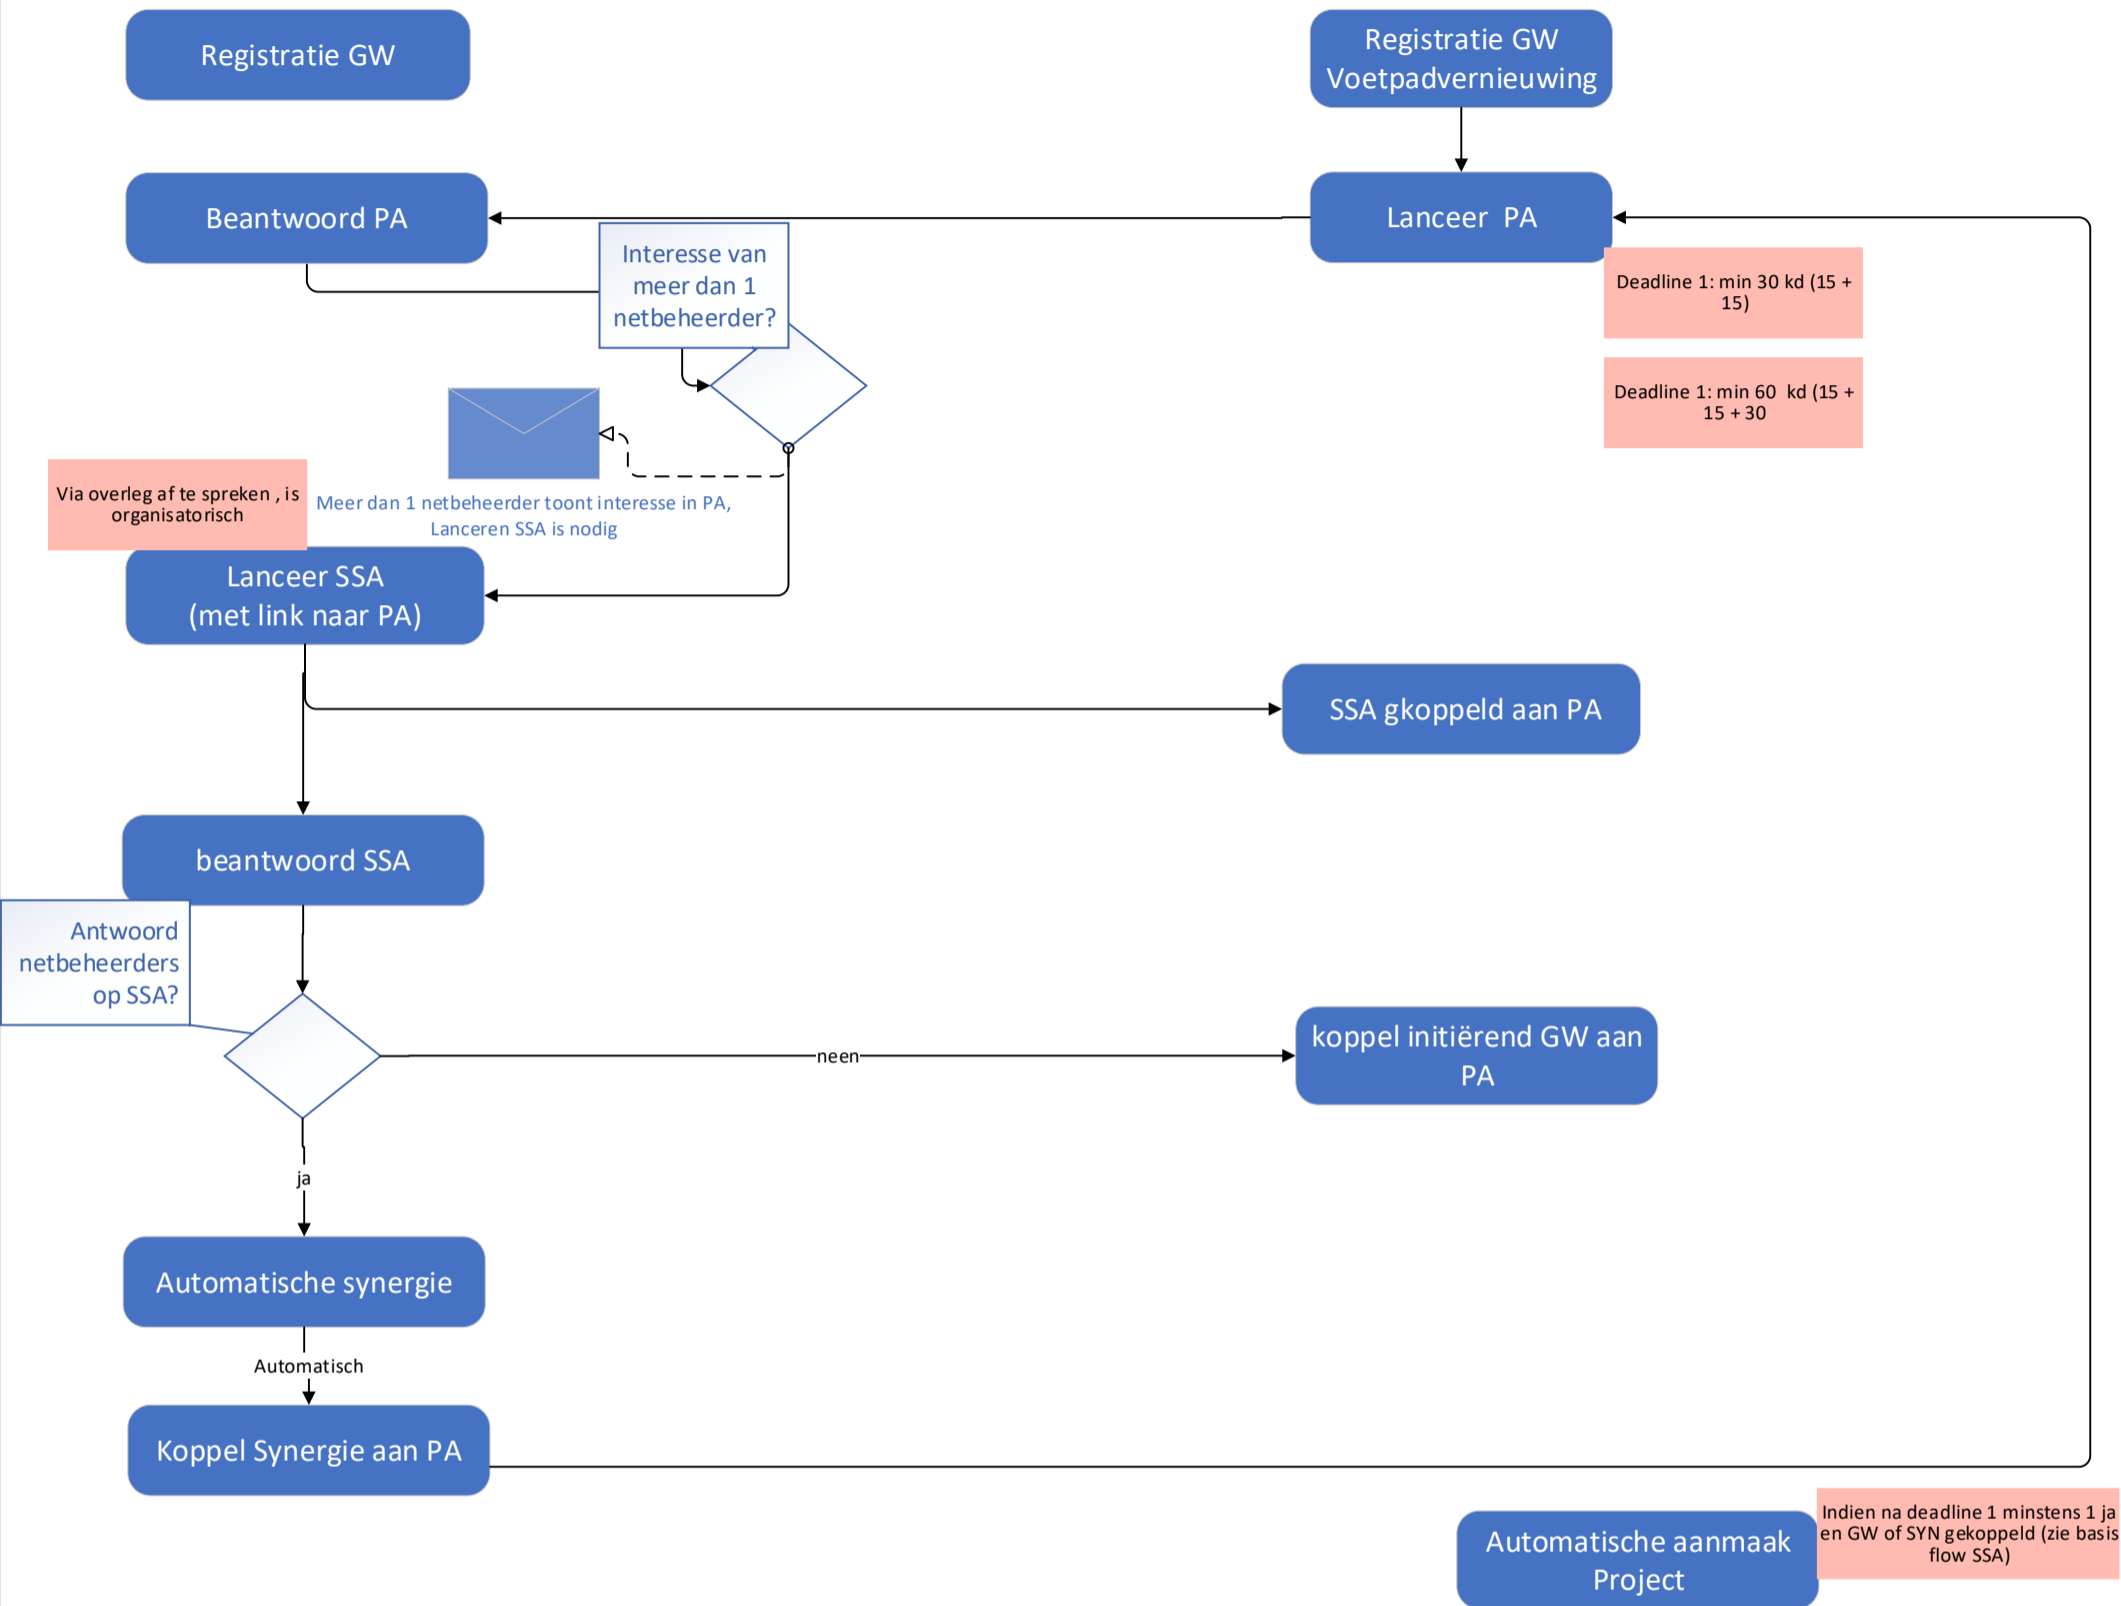 Registratie GW
Registratie GW
Voetpadvernieuwing
Beantwoord PA
Lanceer  PA
Interesse van
meer dan 1
netbeheerder?
Deadline 1: min 30 kd (15 +
15)
Deadline 1: min 60  kd (15 +
15 + 30
Via overleg af te spreken , is
organisatorisch
Meer dan 1 netbeheerder toont interesse in PA,
Lanceren SSA is nodig
Lanceer SSA
(met link naar PA)
SSA gkoppeld aan PA
beantwoord SSA
Antwoord
netbeheerders
op SSA?
neen
koppel initiërend GW aan
PA
ja
Automatische synergie
Automatisch
Koppel Synergie aan PA
Automatische aanmaak
Project
Indien na deadline 1 minstens 1 ja
en GW of SYN gekoppeld (zie basis
flow SSA)